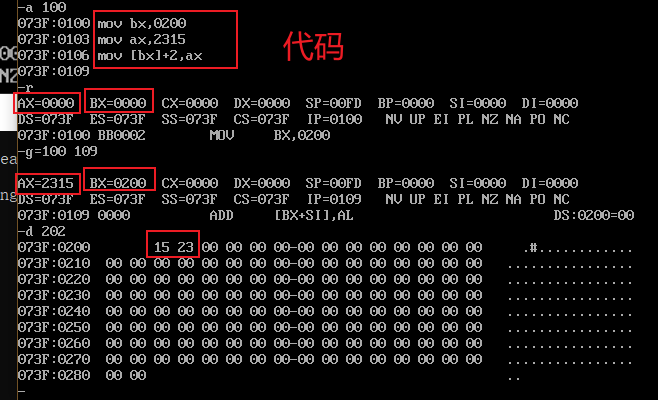 -a 100
073F:0100 mov bx,0200
073F:0103 mov ax,2315
073F:0106 mov [bx]+2,ax
073F:0109
代码
-r
AX=0000 BX=0000 CX=0000 DX=0000 SP=00FD BP=0000 SI=0000 DI=0000
DS=073F ES=073F SS=073F CS=073F IP=0100 NV UP EI PL NZ NA PO NC
073F:0100 BB0002 MOV BX,0200
-g=100 109
AX=2315 BX=0200 CX=0000 DX=0000 SP=00FD BP=0000 SI=0000 DI=0000
DS=073F ES=073F SS=073F CS=073F IP=0109 NV UP EI PL NZ NA PO NC
073F:0109 0000 ADD [BX+SI],AL DS:0200=00
-d 202
073F:0200 15 23 00 00 00 00-00 00 00 00 00 00 00 00 .#............
073F:0210 00 00 00 00 00 00 00 00-00 00 00 00 00 00 00 00 ................
073F:0220 00 00 00 00 00 00 00 00-00 00 00 00 00 00 00 00 ................
073F:0230 00 00 00 00 00 00 00 00-00 00 00 00 00 00 00 00 ................
073F:0240 00 00 00 00 00 00 00 00-00 00 00 00 00 00 00 00 ................
073F:0250 00 00 00 00 00 00 00 00-00 00 00 00 00 00 00 00 ................
073F:0260 00 00 00 00 00 00 00 00-00 00 00 00 00 00 00 00 ................
073F:0270 00 00 00 00 00 00 00 00-00 00 00 00 00 00 00 00 ................
073F:0280 00 00 ..
-